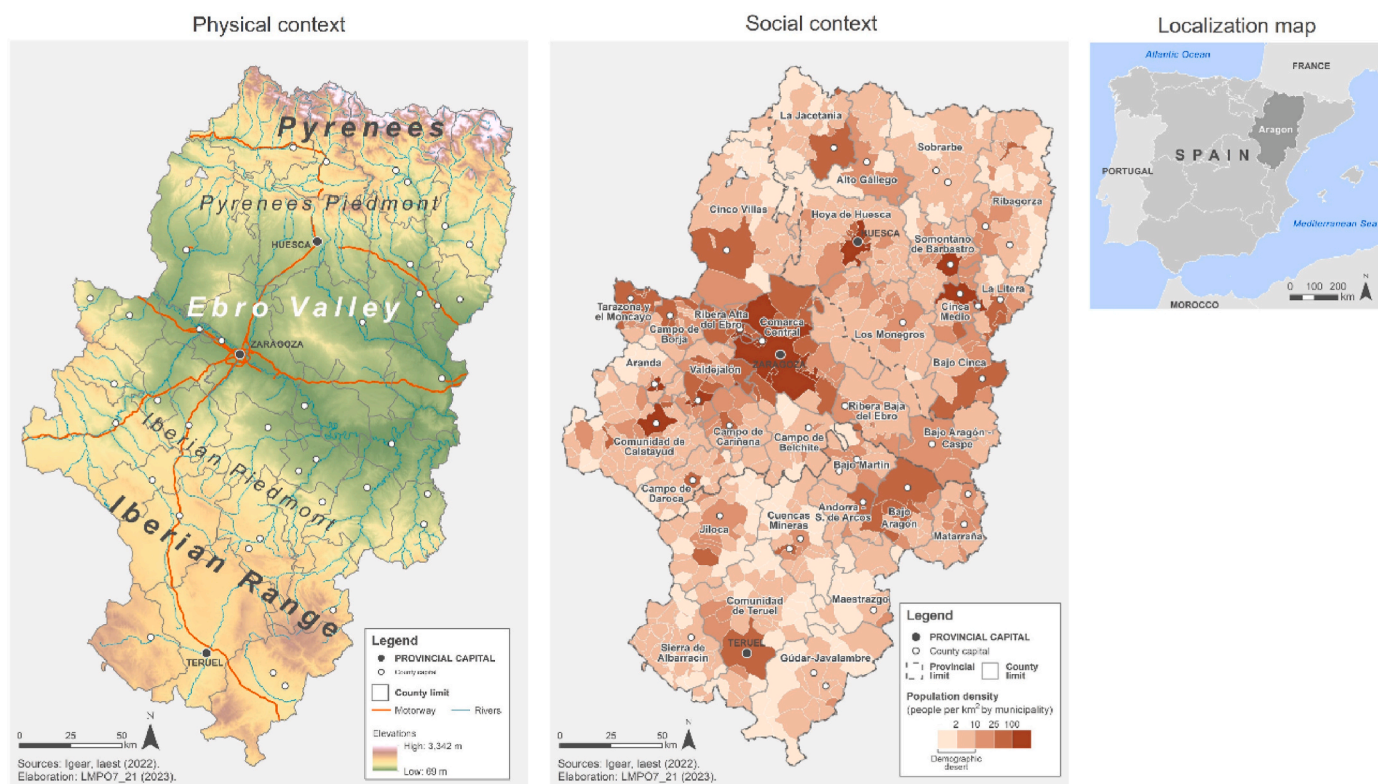 Physical context
Pyrenees
Pyrenees Piedmont
HUESCA
Ebro Valley
ZARAGOZA
Iberian Piedmont
Iberian Range
TERUEL
Legend
PROVINCIAL CAPITAL
County capital
County limit
Motorway
Rivers
Elevations
High: 3.342 m
Low: 69 m
N
0 25 50
km
Sources: Igear, Iaest (2022).
Elaboration: LMPO7_21 (2023).
Social context
La Jacetania
Sobrarbe
Alto Gállego
Ribagorza
Cinco Villas
Hoya de Huesca
HUESCA
Somontano
de Barbastro
La Litera
Cinca
Medio
Tarazona y
el Moncayo
Ribera Alta
del Ebro
Comarca
Central
Campo de
Borja
Los Monegros
ZARAGOZA
Aranda
Valdejalón
Bajo Cinca
Ribera Baja
del Ebro
Comunidad de
Calatayud
Campo de
Cariñena
Campo de
Belchite
Bajo Aragón -
Caspe
Bajo Martín
Campo de
Daroca
Cuencas
Mineras
Andorra -
S. de Arcos
Bajo
Aragón
Jiloca
Matarraña
Comunidad
de Teruel
Maestrazgo
TERUEL
Sierra de
Albarracín
Gúdar-Javalambre
Legend
PROVINCIAL CAPITAL
County capital
Provincial
limit
County
limit
Population density
(people per km² by municipality)
2 10 25 100
Demographic
desert
N
0 25 50
km
Sources: Igear, Iaest (2022).
Elaboration: LMPO7_21 (2023).
Localization map
Atlantic Ocean
FRANCE
Aragon
SPAIN
PORTUGAL
Mediterranean Sea
MOROCCO
N
0 100 200
km